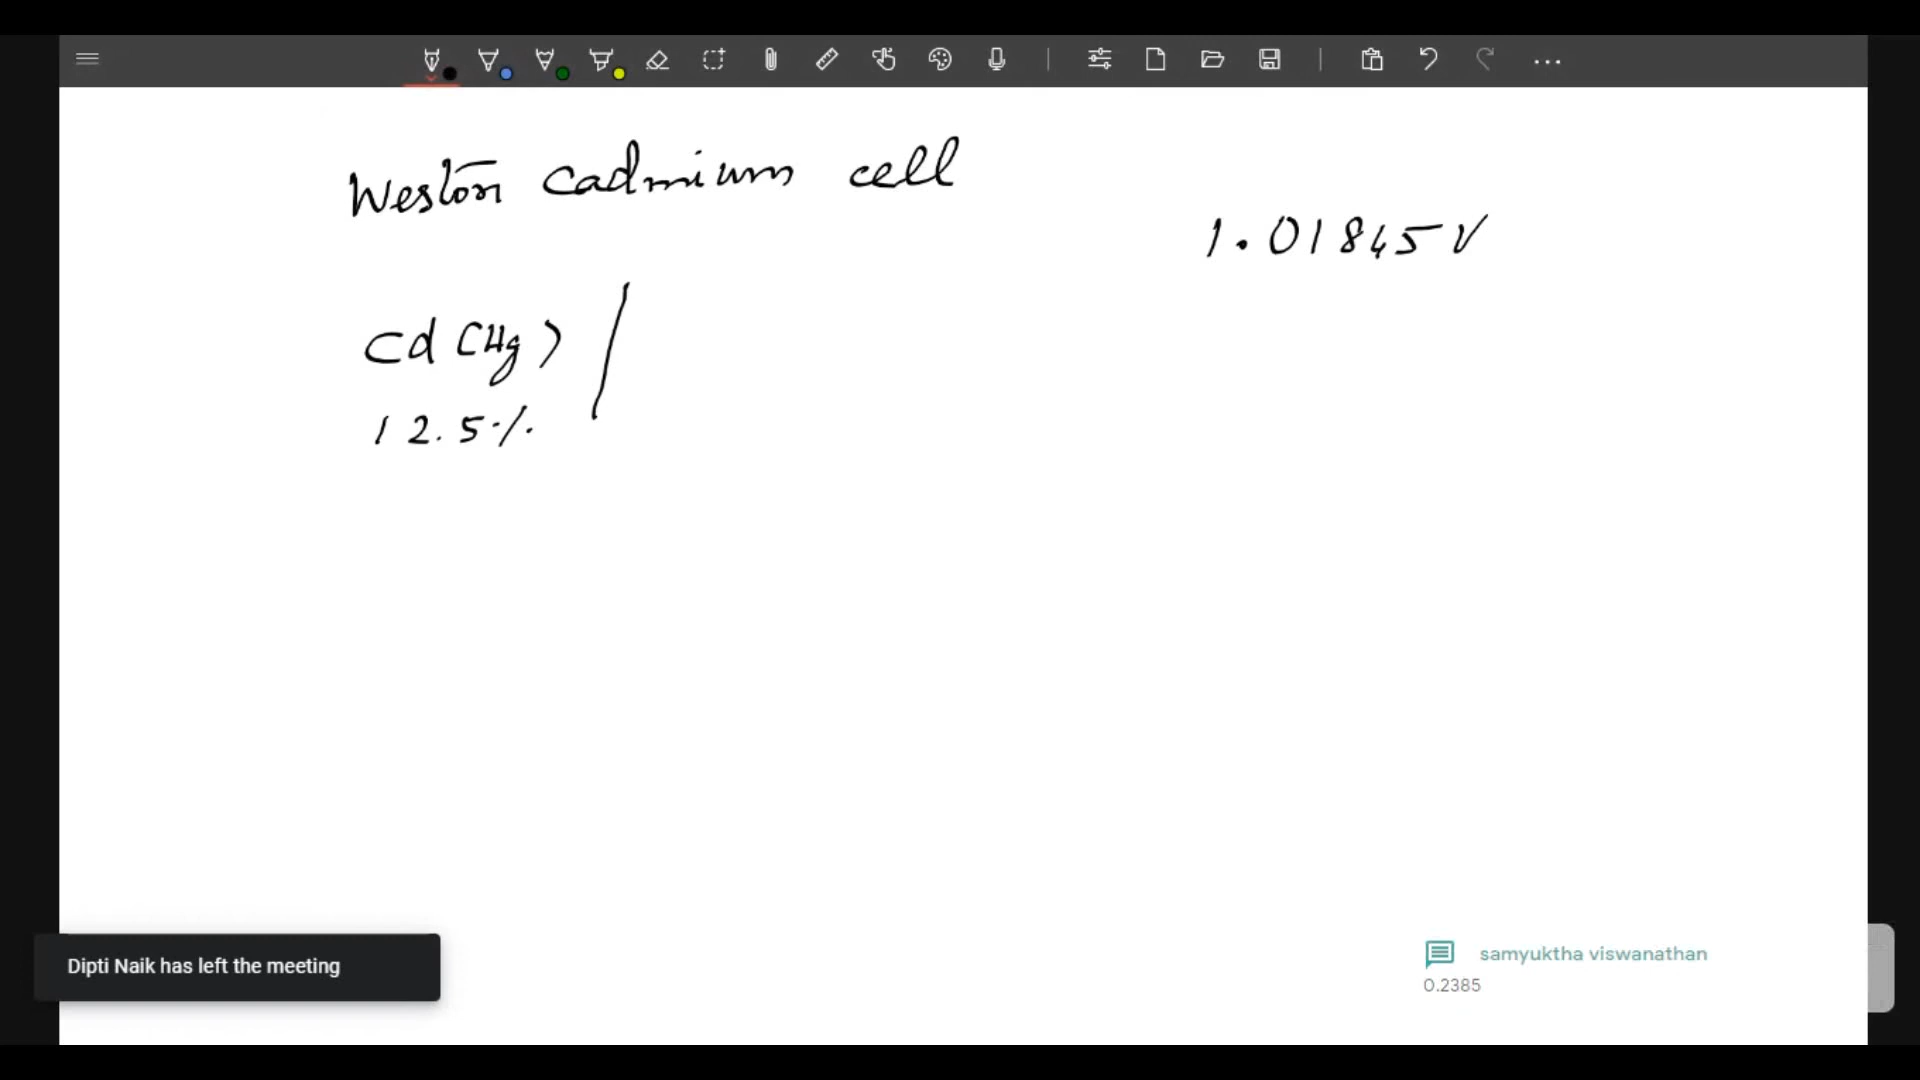 Weston cadmium cell
1.01845 V
Cd (Hg) /
12.5%
Dipti Naik has left the meeting
samyuktha viswanathan
0.2385